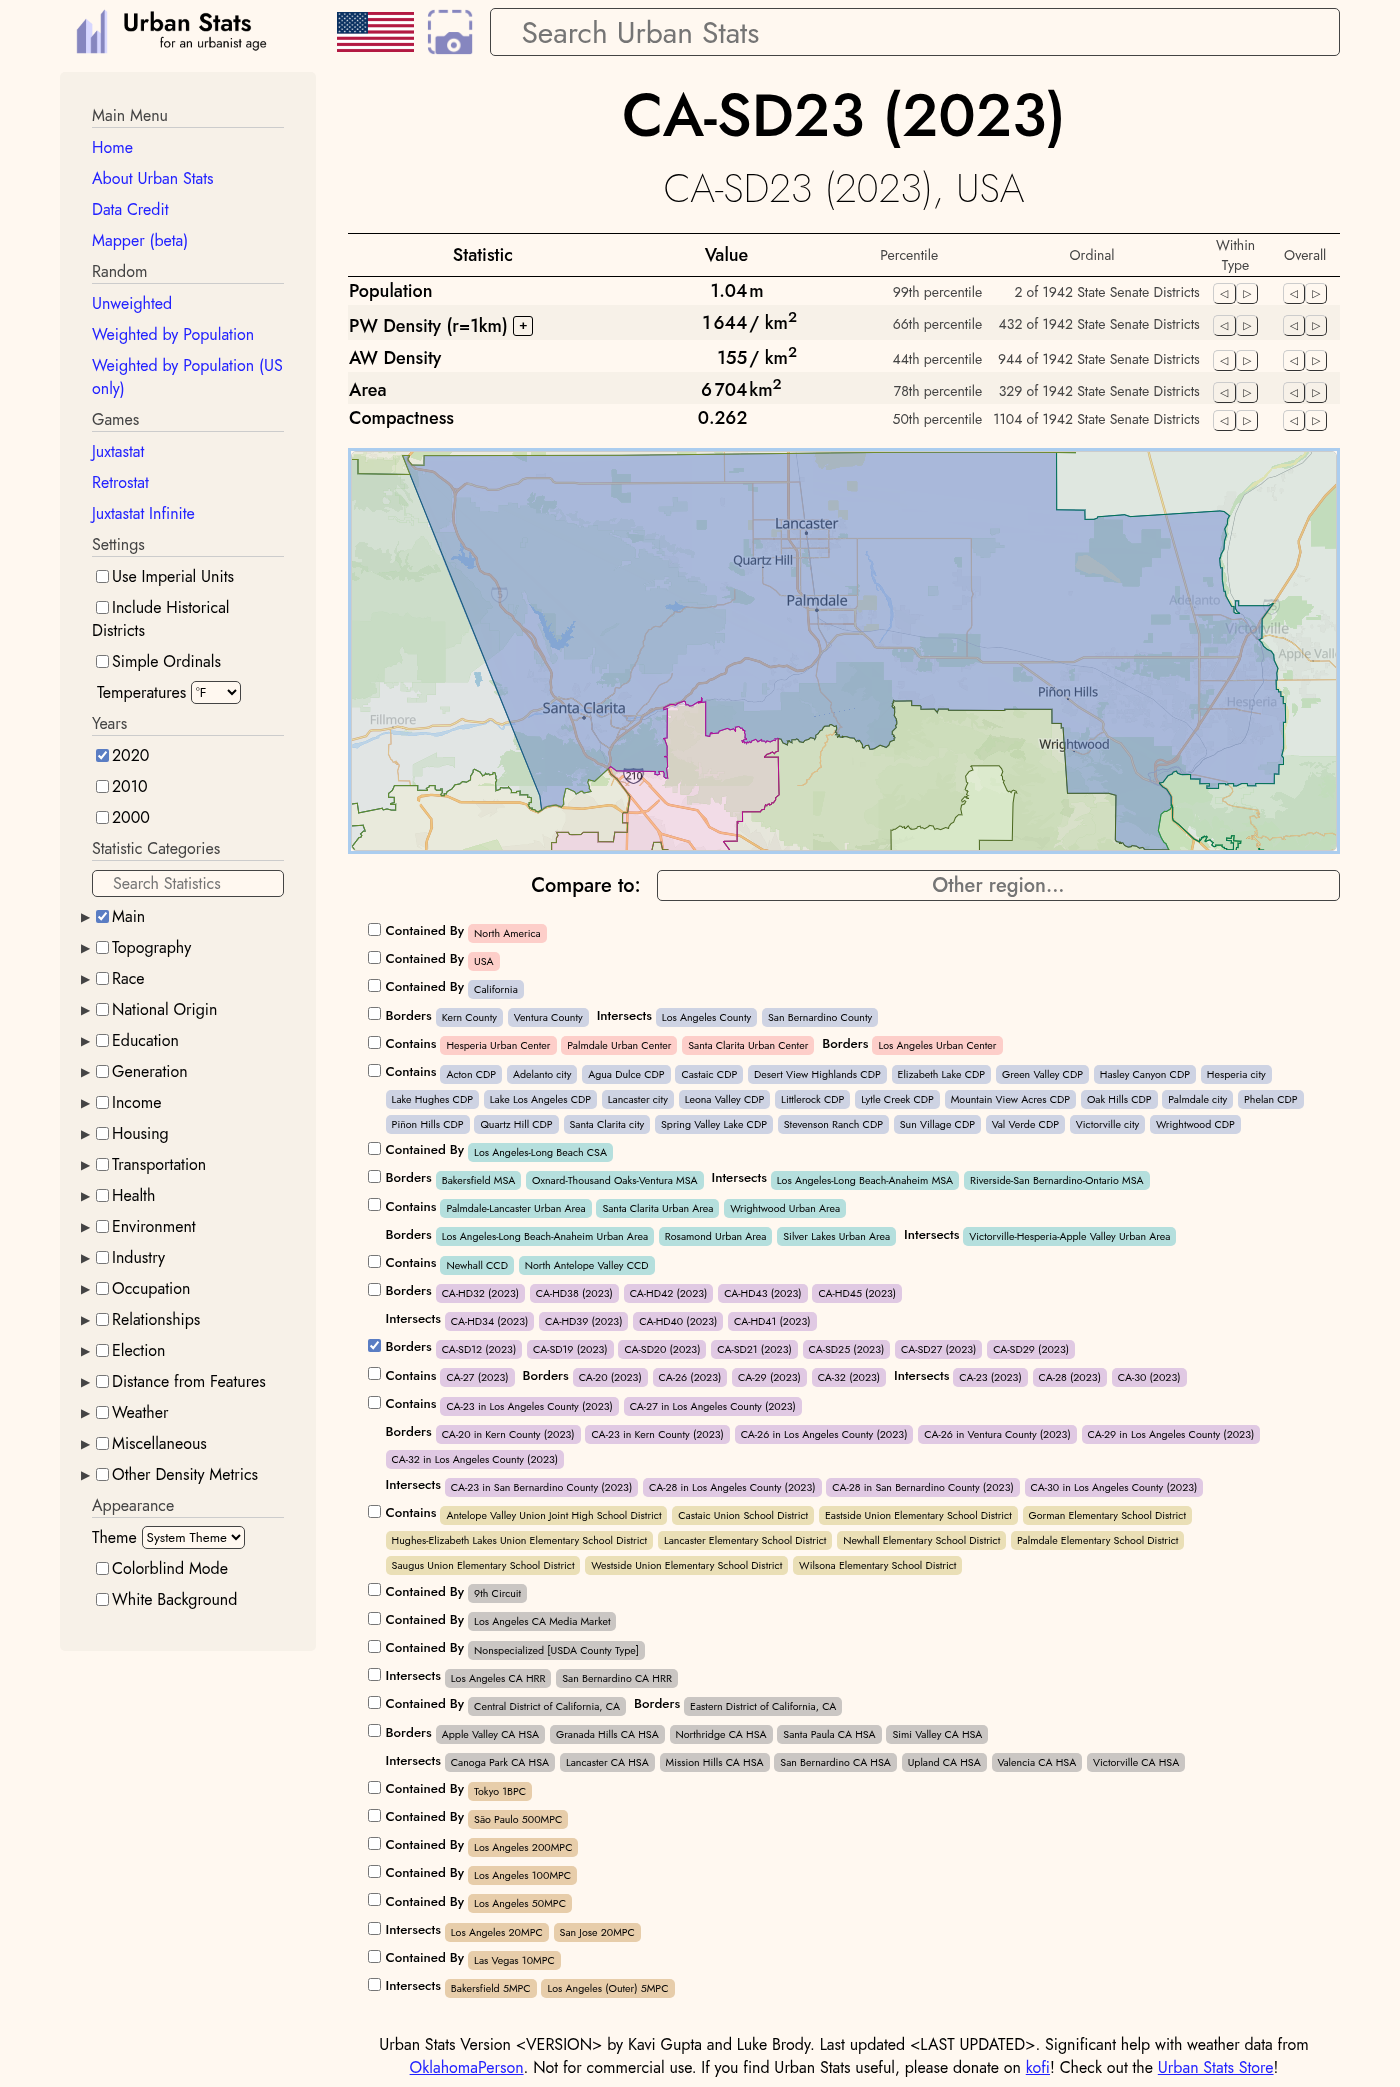 Urban Stats
for an urbanist age
Search Urban Stats
Main Menu
Home
About Urban Stats
Data Credit
Mapper (beta)
Random
Unweighted
Weighted by Population
Weighted by Population (US only)
Games
Juxtastat
Retrostat
Juxtastat Infinite
Settings
Use Imperial Units
Include Historical Districts
Simple Ordinals
Temperatures °F
Years
2020
2010
2000
Statistic Categories
Search Statistics
Main
Topography
Race
National Origin
Education
Generation
Income
Housing
Transportation
Health
Environment
Industry
Occupation
Relationships
Election
Distance from Features
Weather
Miscellaneous
Other Density Metrics
Appearance
Theme System Theme
Colorblind Mode
White Background
CA-SD23 (2023)
CA-SD23 (2023), USA
Statistic Value Percentile Ordinal Within Type Overall
Population 1.04 m 99th percentile 2 of 1942 State Senate Districts
PW Density (r=1km) + 1 644 / km² 66th percentile 432 of 1942 State Senate Districts
AW Density 155 / km² 44th percentile 944 of 1942 State Senate Districts
Area 6 704 km² 78th percentile 329 of 1942 State Senate Districts
Compactness 0.262 50th percentile 1104 of 1942 State Senate Districts
Lancaster
Quartz Hill
5
Palmdale
Adelanto
Victorville
Apple Vall
Piñon Hills
Hesperia
Santa Clarita
Fillmore
Wrightwood
210
Compare to: Other region...
Contained By North America
Contained By USA
Contained By California
Borders Kern County Ventura County Intersects Los Angeles County San Bernardino County
Contains Hesperia Urban Center Palmdale Urban Center Santa Clarita Urban Center Borders Los Angeles Urban Center
Contains Acton CDP Adelanto city Agua Dulce CDP Castaic CDP Desert View Highlands CDP Elizabeth Lake CDP Green Valley CDP Hasley Canyon CDP Hesperia city
Lake Hughes CDP Lake Los Angeles CDP Lancaster city Leona Valley CDP Littlerock CDP Lytle Creek CDP Mountain View Acres CDP Oak Hills CDP Palmdale city Phelan CDP
Piñon Hills CDP Quartz Hill CDP Santa Clarita city Spring Valley Lake CDP Stevenson Ranch CDP Sun Village CDP Val Verde CDP Victorville city Wrightwood CDP
Contained By Los Angeles-Long Beach CSA
Borders Bakersfield MSA Oxnard-Thousand Oaks-Ventura MSA Intersects Los Angeles-Long Beach-Anaheim MSA Riverside-San Bernardino-Ontario MSA
Contains Palmdale-Lancaster Urban Area Santa Clarita Urban Area Wrightwood Urban Area
Borders Los Angeles-Long Beach-Anaheim Urban Area Rosamond Urban Area Silver Lakes Urban Area Intersects Victorville-Hesperia-Apple Valley Urban Area
Contains Newhall CCD North Antelope Valley CCD
Borders CA-HD32 (2023) CA-HD38 (2023) CA-HD42 (2023) CA-HD43 (2023) CA-HD45 (2023)
Intersects CA-HD34 (2023) CA-HD39 (2023) CA-HD40 (2023) CA-HD41 (2023)
Borders CA-SD12 (2023) CA-SD19 (2023) CA-SD20 (2023) CA-SD21 (2023) CA-SD25 (2023) CA-SD27 (2023) CA-SD29 (2023)
Contains CA-27 (2023) Borders CA-20 (2023) CA-26 (2023) CA-29 (2023) CA-32 (2023) Intersects CA-23 (2023) CA-28 (2023) CA-30 (2023)
Contains CA-23 in Los Angeles County (2023) CA-27 in Los Angeles County (2023)
Borders CA-20 in Kern County (2023) CA-23 in Kern County (2023) CA-26 in Los Angeles County (2023) CA-26 in Ventura County (2023) CA-29 in Los Angeles County (2023)
CA-32 in Los Angeles County (2023)
Intersects CA-23 in San Bernardino County (2023) CA-28 in Los Angeles County (2023) CA-28 in San Bernardino County (2023) CA-30 in Los Angeles County (2023)
Contains Antelope Valley Union Joint High School District Castaic Union School District Eastside Union Elementary School District Gorman Elementary School District
Hughes-Elizabeth Lakes Union Elementary School District Lancaster Elementary School District Newhall Elementary School District Palmdale Elementary School District
Saugus Union Elementary School District Westside Union Elementary School District Wilsona Elementary School District
Contained By 9th Circuit
Contained By Los Angeles CA Media Market
Contained By Nonspecialized [USDA County Type]
Intersects Los Angeles CA HRR San Bernardino CA HRR
Contained By Central District of California, CA Borders Eastern District of California, CA
Borders Apple Valley CA HSA Granada Hills CA HSA Northridge CA HSA Santa Paula CA HSA Simi Valley CA HSA
Intersects Canoga Park CA HSA Lancaster CA HSA Mission Hills CA HSA San Bernardino CA HSA Upland CA HSA Valencia CA HSA Victorville CA HSA
Contained By Tokyo 1BPC
Contained By São Paulo 500MPC
Contained By Los Angeles 200MPC
Contained By Los Angeles 100MPC
Contained By Los Angeles 50MPC
Intersects Los Angeles 20MPC San Jose 20MPC
Contained By Las Vegas 10MPC
Intersects Bakersfield 5MPC Los Angeles (Outer) 5MPC
Urban Stats Version <VERSION> by Kavi Gupta and Luke Brody. Last updated <LAST UPDATED>. Significant help with weather data from
OklahomaPerson. Not for commercial use. If you find Urban Stats useful, please donate on kofi! Check out the Urban Stats Store!